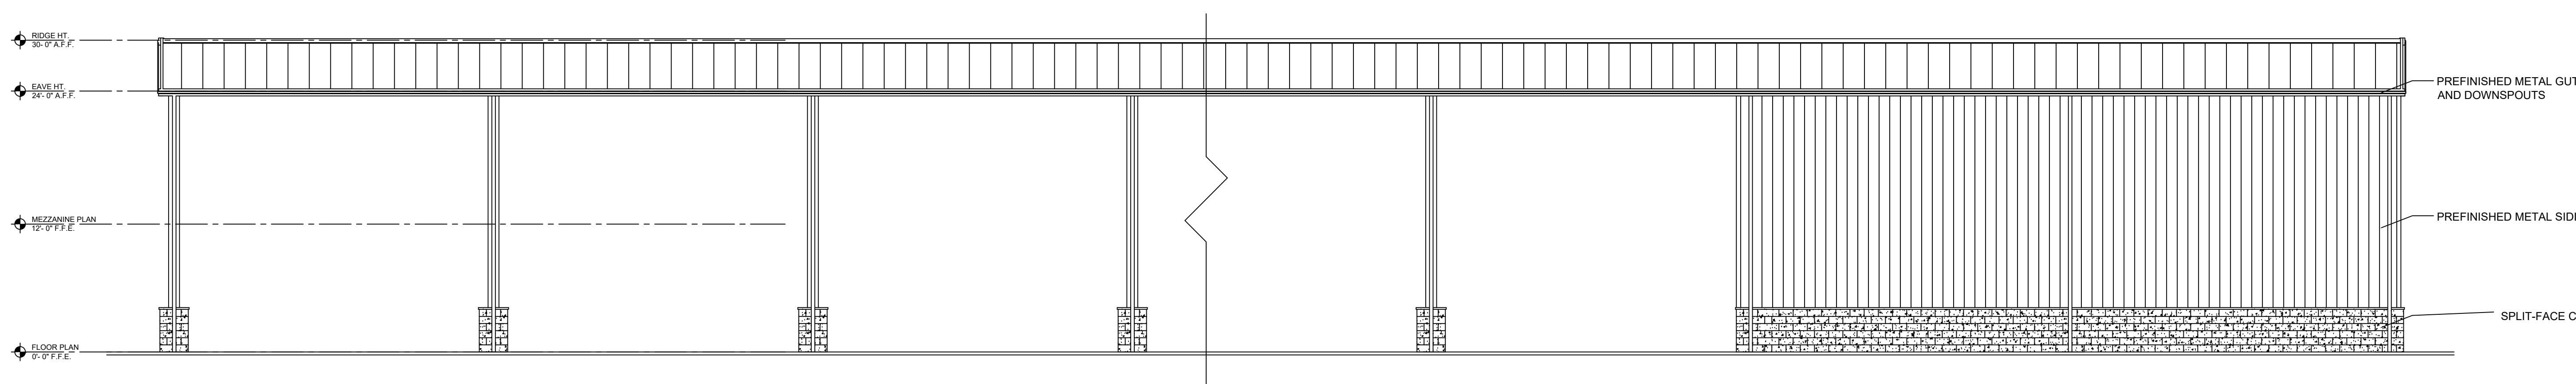 RIDGE HT.
30- 0" A.F.F.
EAVE HT.
24'- 0" A.F.F.
MEZZANINE PLAN
12'- 0" F.F.E.
FLOOR PLAN
0'- 0" F.F.E.
PREFINISHED METAL GUT
AND DOWNSPOUTS
PREFINISHED METAL SIDI
SPLIT-FACE C